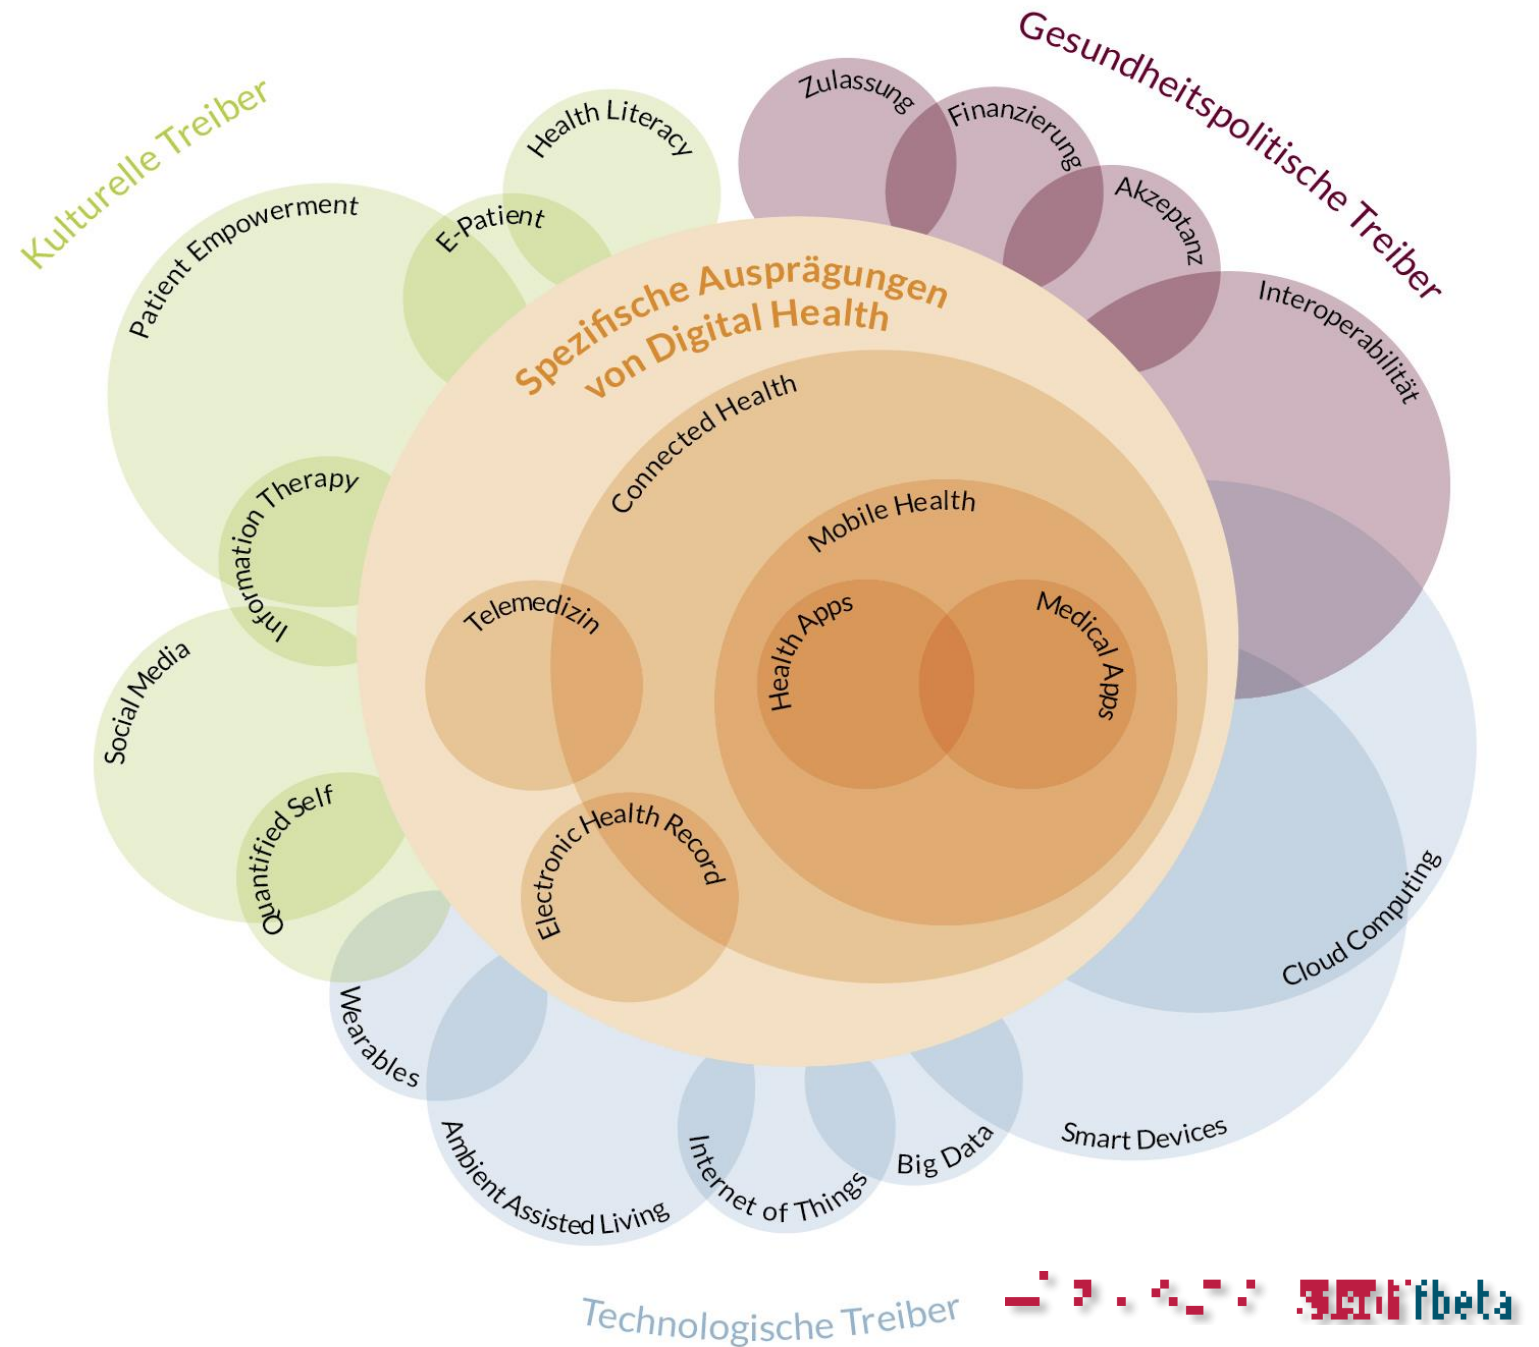 Kulturelle Treiber
Gesundheitspolitische Treiber
Health Literacy
E-Patient
Patient Empowerment
Information Therapy
Social Media
Quantified Self
Zulassung
Finanzierung
Akzeptanz
Interoperabilität
Spezifische Ausprägungen
von Digital Health
Connected Health
Mobile Health
Health Apps
Medical Apps
Telemedizin
Electronic Health Record
Wearables
Ambient Assisted Living
Internet of Things
Big Data
Smart Devices
Cloud Computing
Technologische Treiber
fbeta